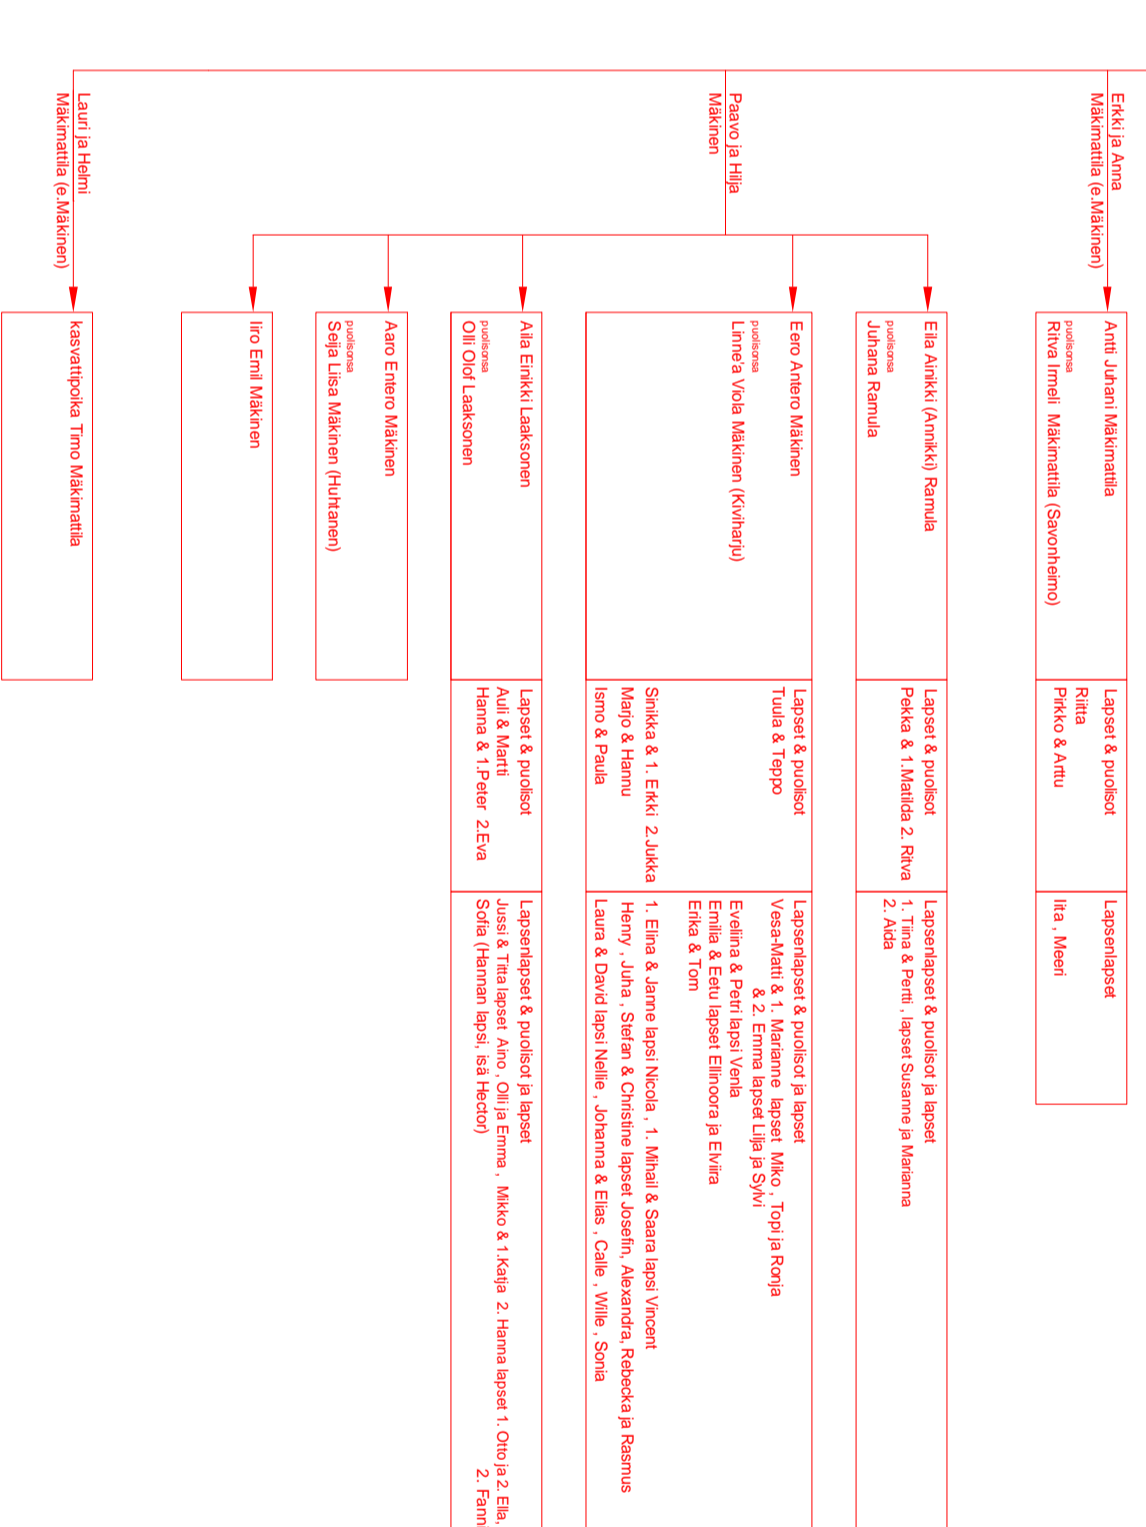 Erkki ja Anna
Mäkimattila (e.Mäkinen)
Antti Juhani Mäkimattila
puolisonsa
Ritva Irmeli Mäkimattila (Savonheimo)
Lapset & puolisot
Riitta
Pirkko & Arttu
Lapsenlapset
Iita , Meeri
Paavo ja Hilja
Mäkinen
Eila Ainikki (Annikki) Ramula
puolisonsa
Juhana Ramula
Lapset & puolisot
Pekka & 1.Matilda 2. Ritva
Lapsenlapset & puolisot ja lapset
1. Tiina & Pertti , lapset Susanne ja Marianna
2. Aida
Eero Antero Mäkinen
puolisonsa
Linne'a Viola Mäkinen (Kiviharju)
Lapset & puolisot
Tuula & Teppo
Sinikka & 1. Erkki 2.Jukka
Marjo & Hannu
Ismo & Paula
Lapsenlapset & puolisot ja lapset
Vesa-Matti & 1. Marianne lapset Miko , Topi ja Ronja
& 2. Emma lapset Lilja ja Sylvi
Eveliina & Petri lapsi Venla
Emilia & Eetu lapset Ellinoora ja Elviira
Erika & Tom
1. Elina & Janne lapsi Nicola , 1. Mihail & Saara lapsi Vincent
Henry , Juha , Stefan & Christine lapset Josefin, Alexandra, Rebecka ja Rasmus
Laura & David lapsi Nellie , Johanna & Elias , Calle , Wille , Sonia
Aila Einikki Laaksonen
puolisonsa
Olli Olof Laaksonen
Lapset & puolisot
Auli & Martti
Hanna & 1.Peter 2.Eva
Lapsenlapset & puolisot ja lapset
Jussi & Titta lapset Aino , Olli ja Emma , Mikko & 1.Katja 2. Hanna lapset 1. Otto ja 2. Ella,
2. Fann
Sofia (Hannan lapsi, isä Hector)
Aaro Entero Mäkinen
puolisonsa
Seija Liisa Mäkinen (Huhtanen)
Iiro Emil Mäkinen
Lauri ja Helmi
Mäkimattila (e.Mäkinen)
kasvattipoika Timo Mäkimattila